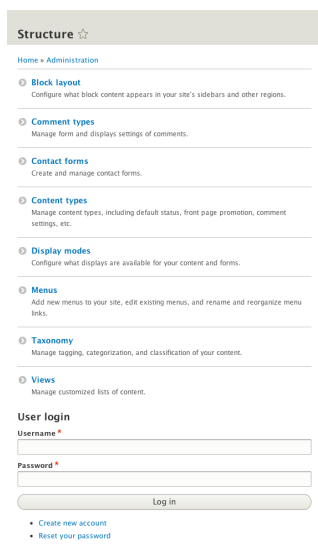 Structure ☆
Home » Administration
Block layout
Configure what block content appears in your site's sidebars and other regions.
Comment types
Manage form and displays settings of comments.
Contact forms
Create and manage contact forms.
Content types
Manage content types, including default status, front page promotion, comment
settings, etc.
Display modes
Configure what displays are available for your content and forms.
Menus
Add new menus to your site, edit existing menus, and rename and reorganize menu
links.
Taxonomy
Manage tagging, categorization, and classification of your content.
Views
Manage customized lists of content.
User login
Username *
Password *
Log in
• Create new account
• Reset your password